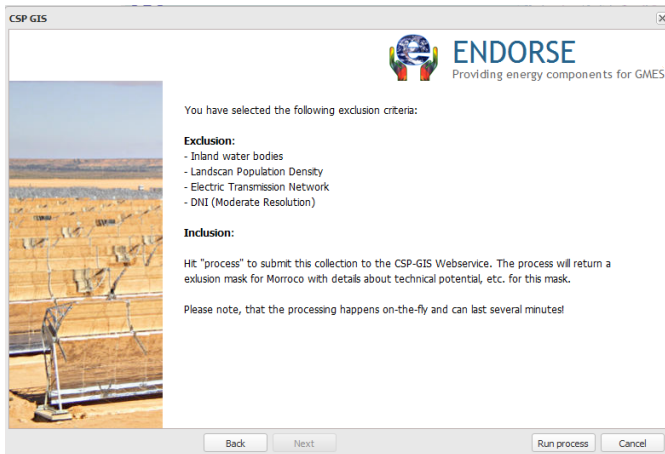 CSP GIS
ENDORSE
Providing energy components for GMES
You have selected the following exclusion criteria:
Exclusion:
- Inland water bodies
- Landscan Population Density
- Electric Transmission Network
- DNI (Moderate Resolution)
Inclusion:
Hit "process" to submit this collection to the CSP-GIS Webservice. The process will return a
exlusion mask for Morroco with details about technical potential, etc. for this mask.
Please note, that the processing happens on-the-fly and can last several minutes!
Back Next Run process Cancel